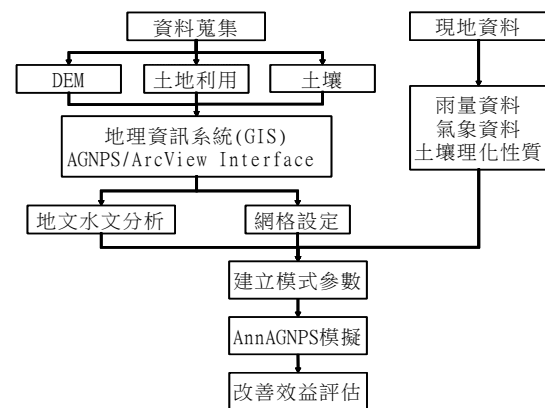 資料蒐集
現地資料
DEM
土地利用
土壤
雨量資料
氣象資料
土壤理化性質
地理資訊系統(GIS)
AGNPS/ArcView Interface
地文水文分析
網格設定
建立模式參數
AnnAGNPS模擬
改善效益評估